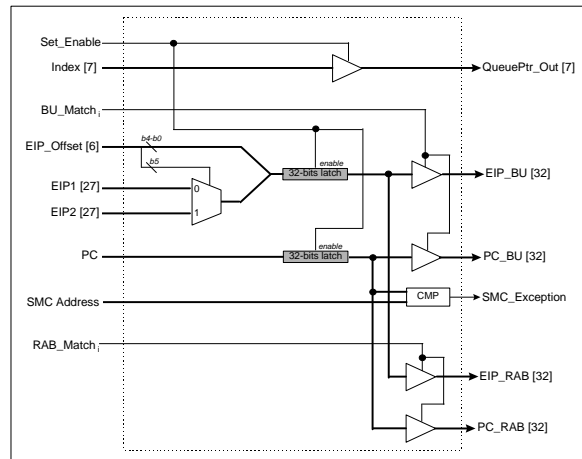 Set_Enable
Index [7]
QueuePtr_Out [7]
BU_Match i
EIP_Offset [6]
b4-b0
b5
enable
32-bits latch
EIP_BU [32]
EIP1 [27]
0
EIP2 [27]
1
enable
PC
32-bits latch
PC_BU [32]
SMC Address
CMP
SMC_Exception
RAB_Match i
EIP_RAB [32]
PC_RAB [32]